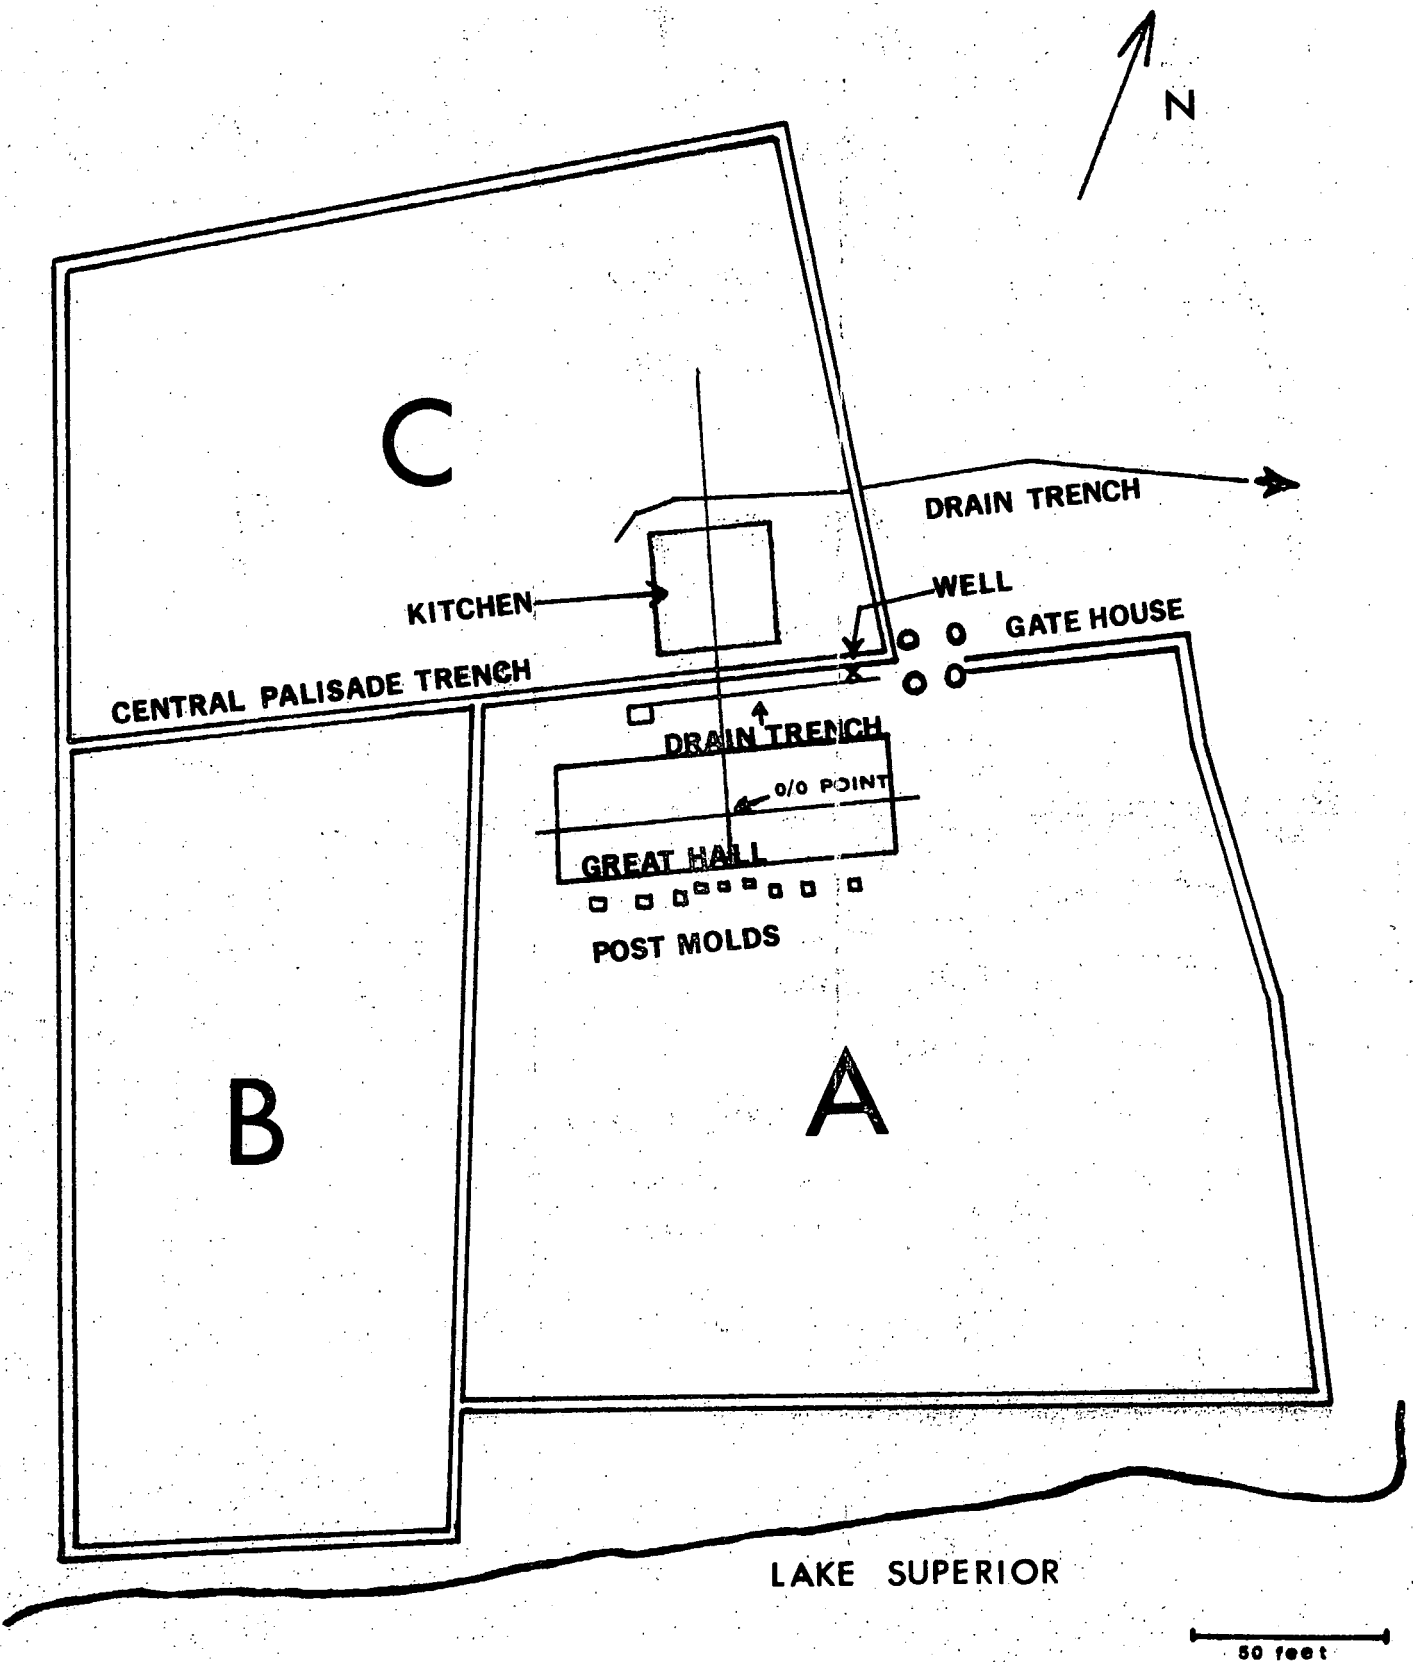 N
C
DRAIN TRENCH
WELL
KITCHEN
GATE HOUSE
CENTRAL PALISADE TRENCH
DRAIN TRENCH
0/0 POINT
GREAT HALL
POST MOLDS
B
A
LAKE SUPERIOR
50 feet